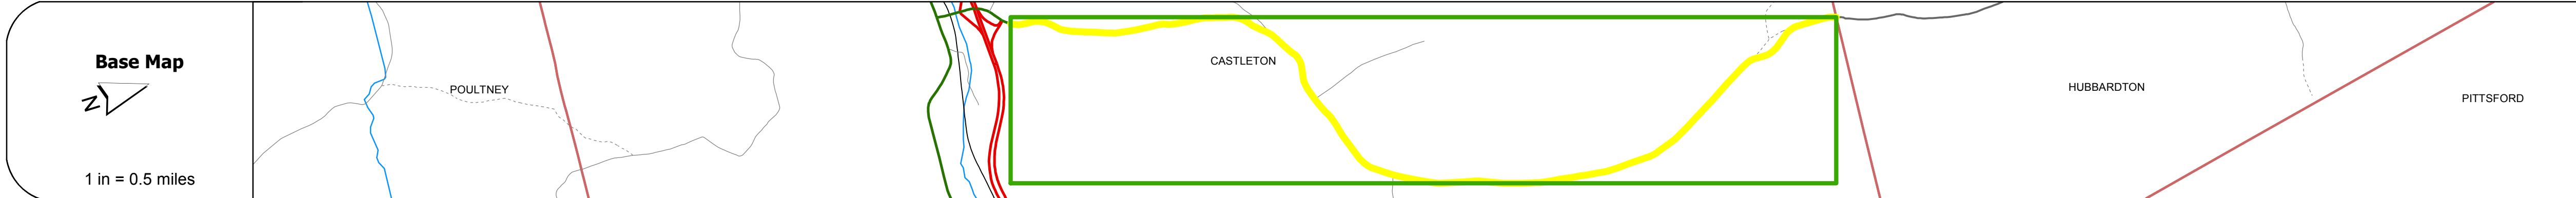 Base Map
N
1 in = 0.5 miles
POULTNEY
CASTLETON
HUBBARDTON
PITTSFORD